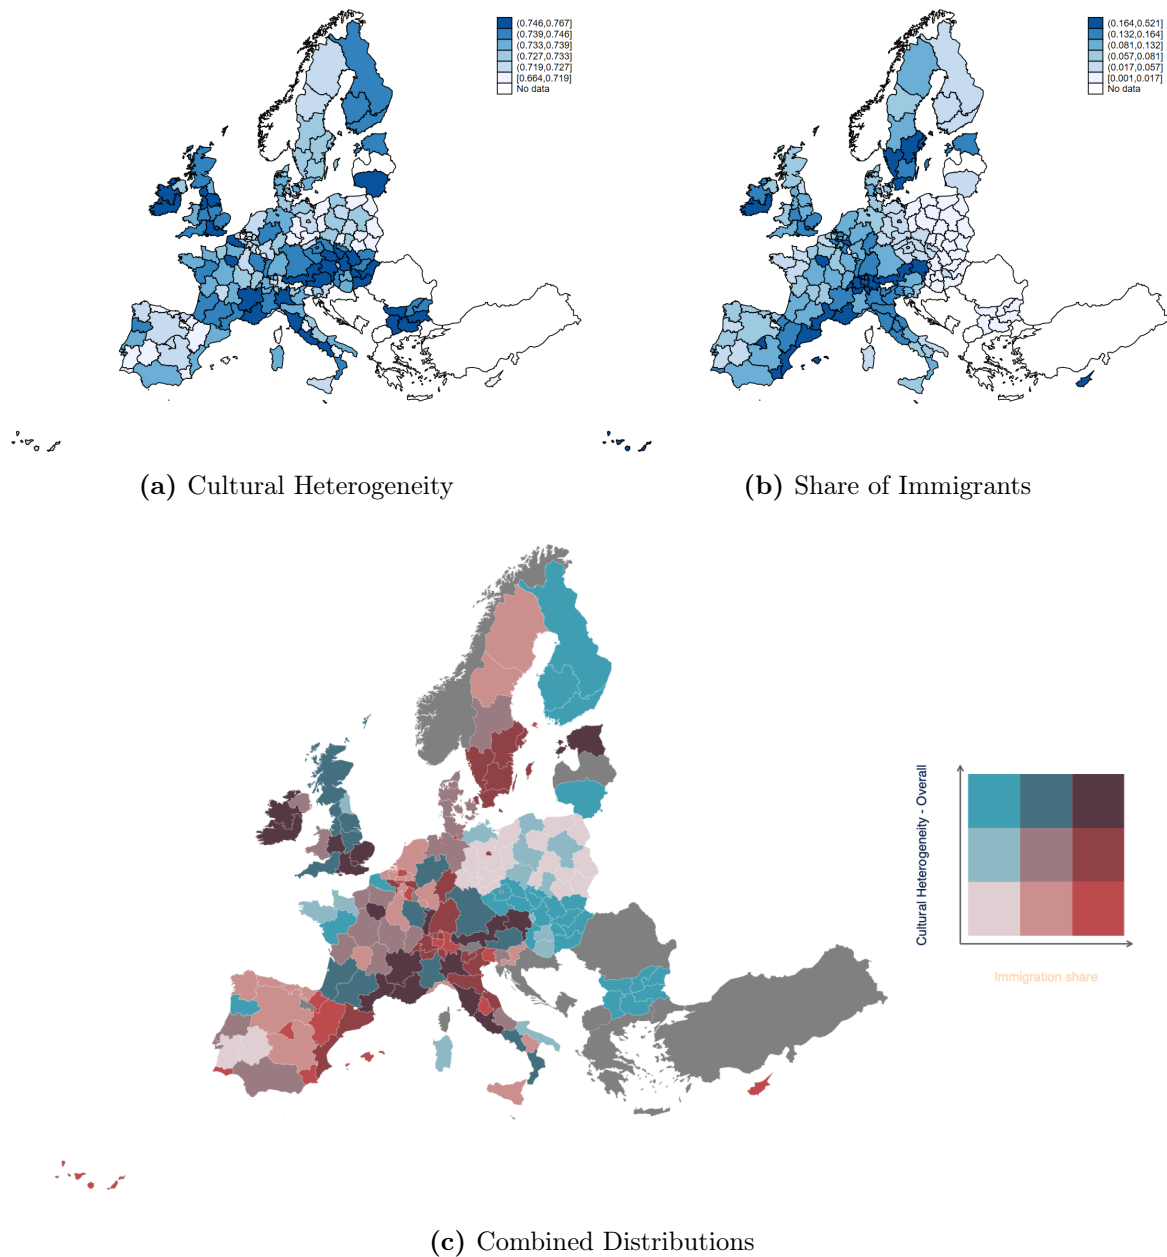 (0.746,0.767]
(0.739,0.746]
(0.733,0.739]
(0.727,0.733]
(0.719,0.727]
[0.664,0.719]
No data
(0.164,0.521]
(0.132,0.164]
(0.081,0.132]
(0.057,0.081]
(0.017,0.057]
[0.001,0.017]
No data
(a) Cultural Heterogeneity
(b) Share of Immigrants
Cultural Heterogeneity - Overall
Immigration share
(c) Combined Distributions